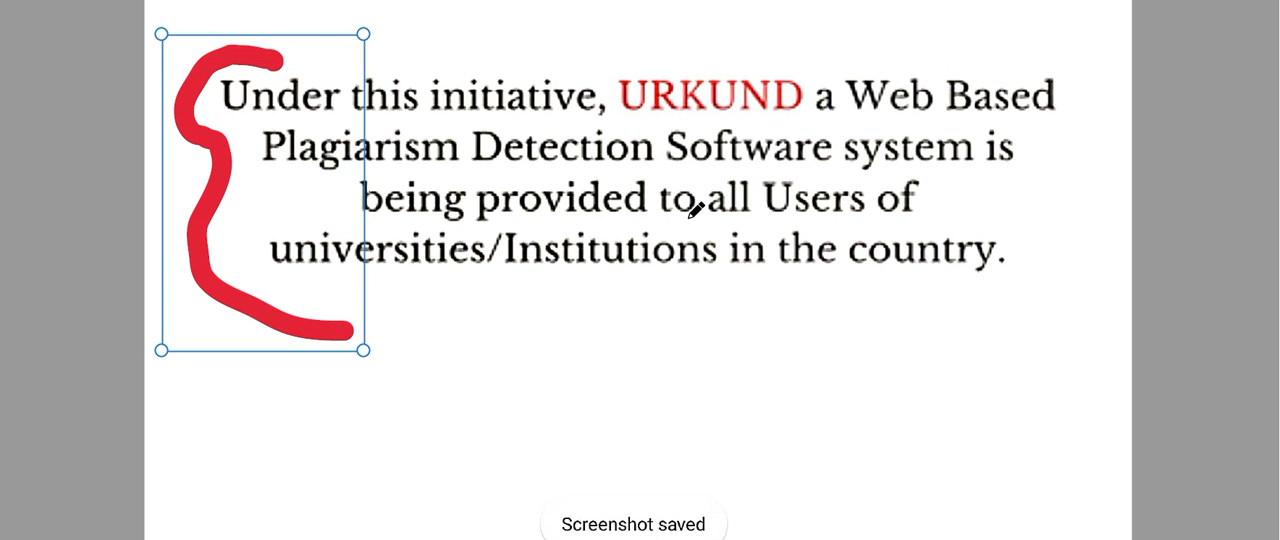 Under this initiative, URKUND a Web Based
Plagiarism Detection Software system is
being provided to all Users of
universities/Institutions in the country.
Screenshot saved